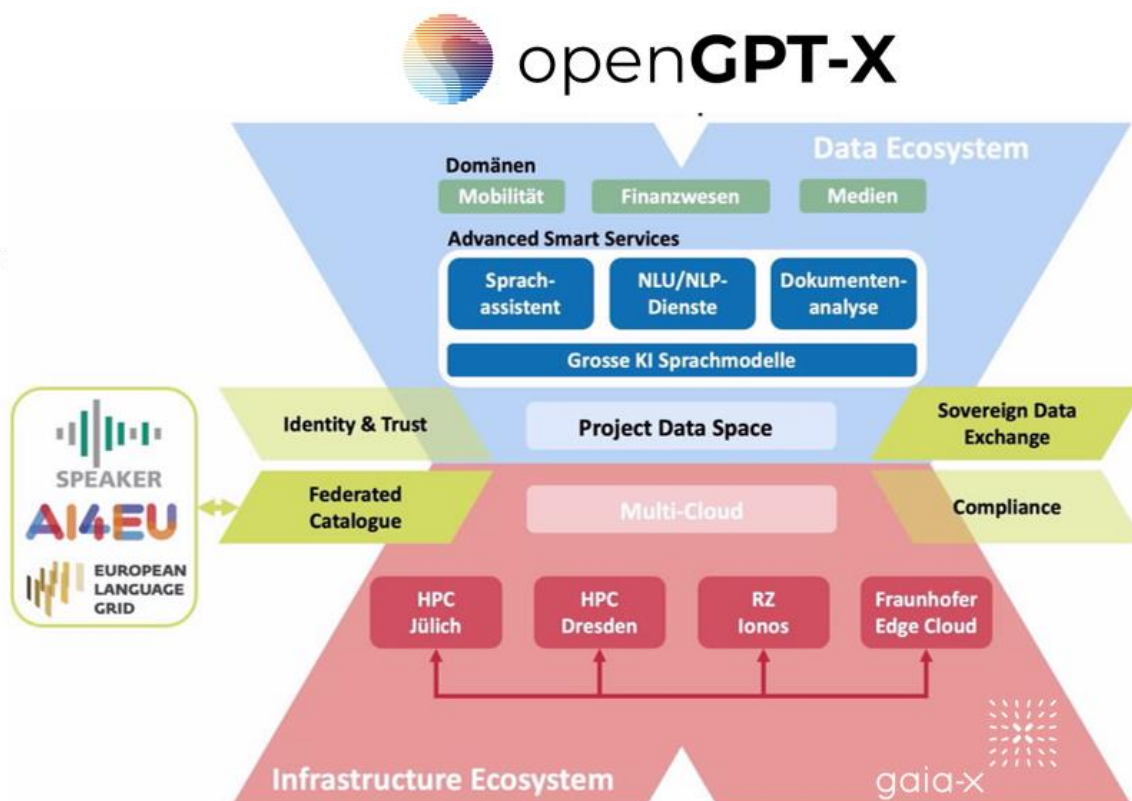 openGPT-X
Data Ecosystem
Domänen
Mobilität
Finanzwesen
Medien
Advanced Smart Services
Sprach-
assistent
NLU/NLP-
Dienste
Dokumenten-
analyse
Grosse KI Sprachmodelle
Identity & Trust
Project Data Space
Sovereign Data
Exchange
SPEAKER
AI4EU
EUROPEAN
LANGUAGE
GRID
Federated
Catalogue
Multi-Cloud
Compliance
HPC
Jülich
HPC
Dresden
RZ
Ionos
Fraunhofer
Edge Cloud
Infrastructure Ecosystem
gaia-x